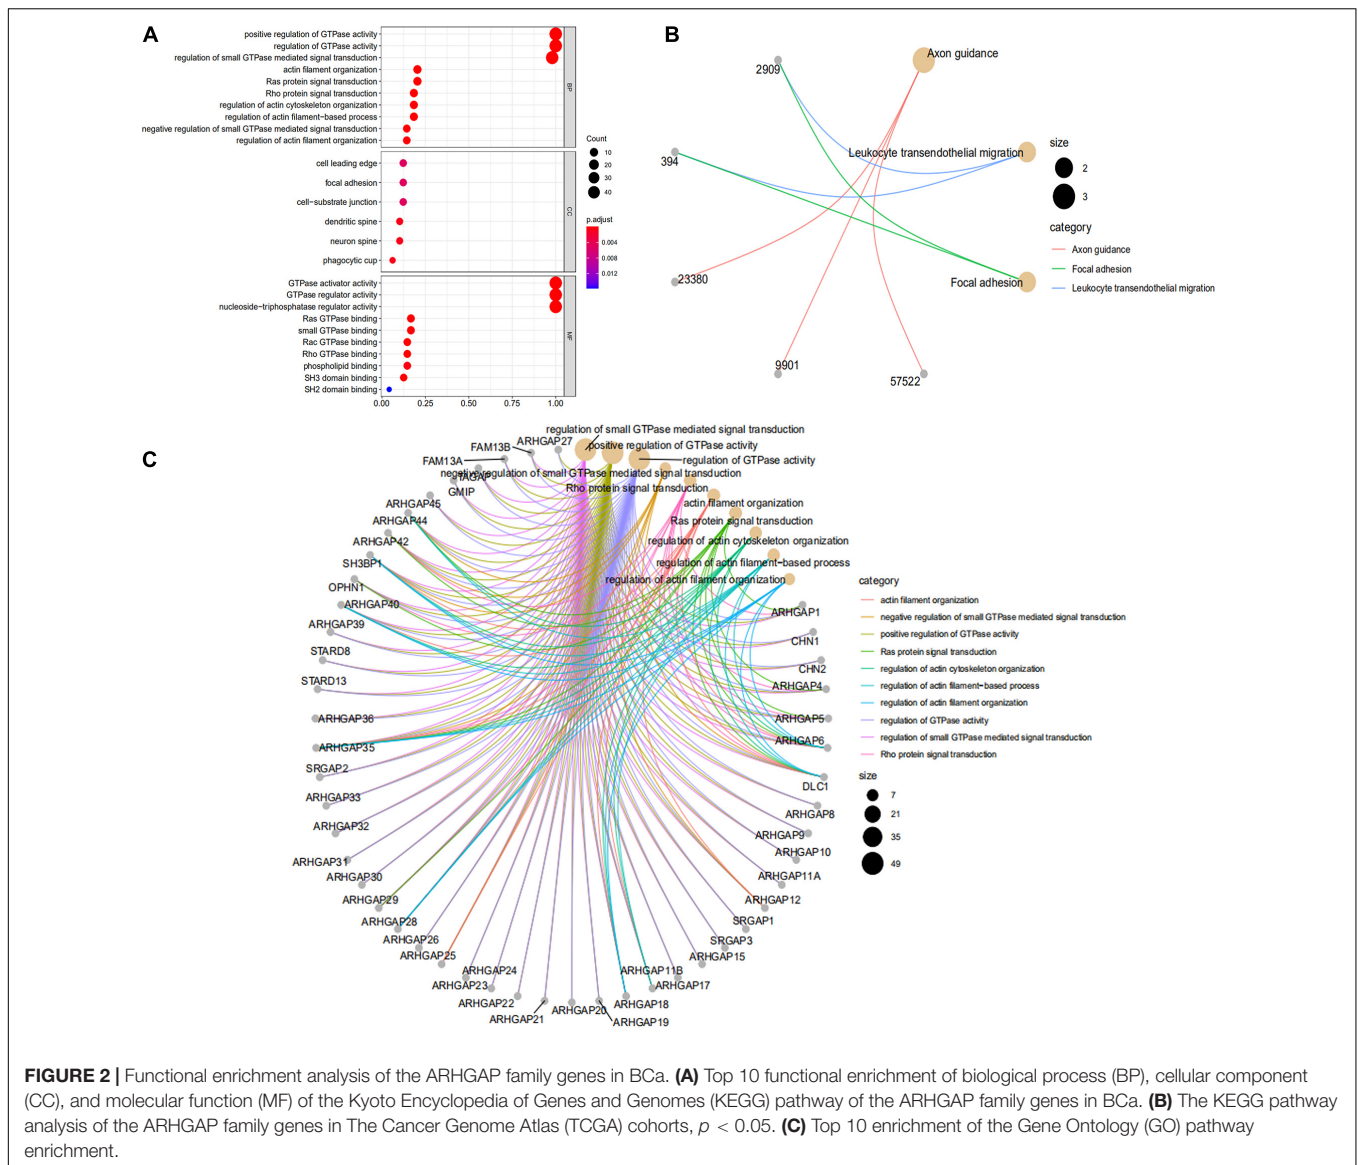 A
positive regulation of GTPase activity
regulation of GTPase activity
regulation of small GTPase mediated signal transduction
actin filament organization
Ras protein signal transduction
Rho protein signal transduction
regulation of actin cytoskeleton organization
regulation of actin filament−based process
negative regulation of small GTPase mediated signal transduction
regulation of actin filament organization
BP
cell leading edge
focal adhesion
cell−substrate junction
dendritic spine
neuron spine
phagocytic cup
CC
GTPase activator activity
GTPase regulator activity
nucleoside−triphosphatase regulator activity
Ras GTPase binding
small GTPase binding
Rac GTPase binding
Rho GTPase binding
phospholipid binding
SH3 domain binding
SH2 domain binding
MF
0.00 0.25 0.50 0.75 1.00
Count
10
20
30
40
p.adjust
0.004
0.008
0.012
B
Axon guidance
2909
Leukocyte transendothelial migration
394
23380
Focal adhesion
9901
57522
size
2
3
category
Axon guidance
Focal adhesion
Leukocyte transendothelial migration
C
regulation of small GTPase mediated signal transduction
positive regulation of GTPase activity
regulation of GTPase activity
negative regulation of small GTPase mediated signal transduction
Rho protein signal transduction
actin filament organization
Ras protein signal transduction
regulation of actin cytoskeleton organization
regulation of actin filament−based process
regulation of actin filament organization
ARHGAP27
FAM13B
FAM13A
TAGAP
GMIP
ARHGAP45
ARHGAP44
ARHGAP42
SH3BP1
OPHN1
ARHGAP40
ARHGAP39
STARD8
STARD13
ARHGAP36
ARHGAP35
SRGAP2
ARHGAP33
ARHGAP32
ARHGAP31
ARHGAP30
ARHGAP29
ARHGAP28
ARHGAP26
ARHGAP25
ARHGAP24
ARHGAP23
ARHGAP22
ARHGAP21
ARHGAP20
ARHGAP19
ARHGAP18
ARHGAP17
ARHGAP11B
ARHGAP15
SRGAP3
SRGAP1
ARHGAP12
ARHGAP11A
ARHGAP10
ARHGAP9
ARHGAP8
DLC1
ARHGAP6
ARHGAP5
ARHGAP4
CHN2
CHN1
ARHGAP1
category
actin filament organization
negative regulation of small GTPase mediated signal transduction
positive regulation of GTPase activity
Ras protein signal transduction
regulation of actin cytoskeleton organization
regulation of actin filament−based process
regulation of actin filament organization
regulation of GTPase activity
regulation of small GTPase mediated signal transduction
Rho protein signal transduction
size
7
21
35
49
FIGURE 2 | Functional enrichment analysis of the ARHGAP family genes in BCa. (A) Top 10 functional enrichment of biological process (BP), cellular component
(CC), and molecular function (MF) of the Kyoto Encyclopedia of Genes and Genomes (KEGG) pathway of the ARHGAP family genes in BCa. (B) The KEGG pathway
analysis of the ARHGAP family genes in The Cancer Genome Atlas (TCGA) cohorts, p < 0.05. (C) Top 10 enrichment of the Gene Ontology (GO) pathway
enrichment.